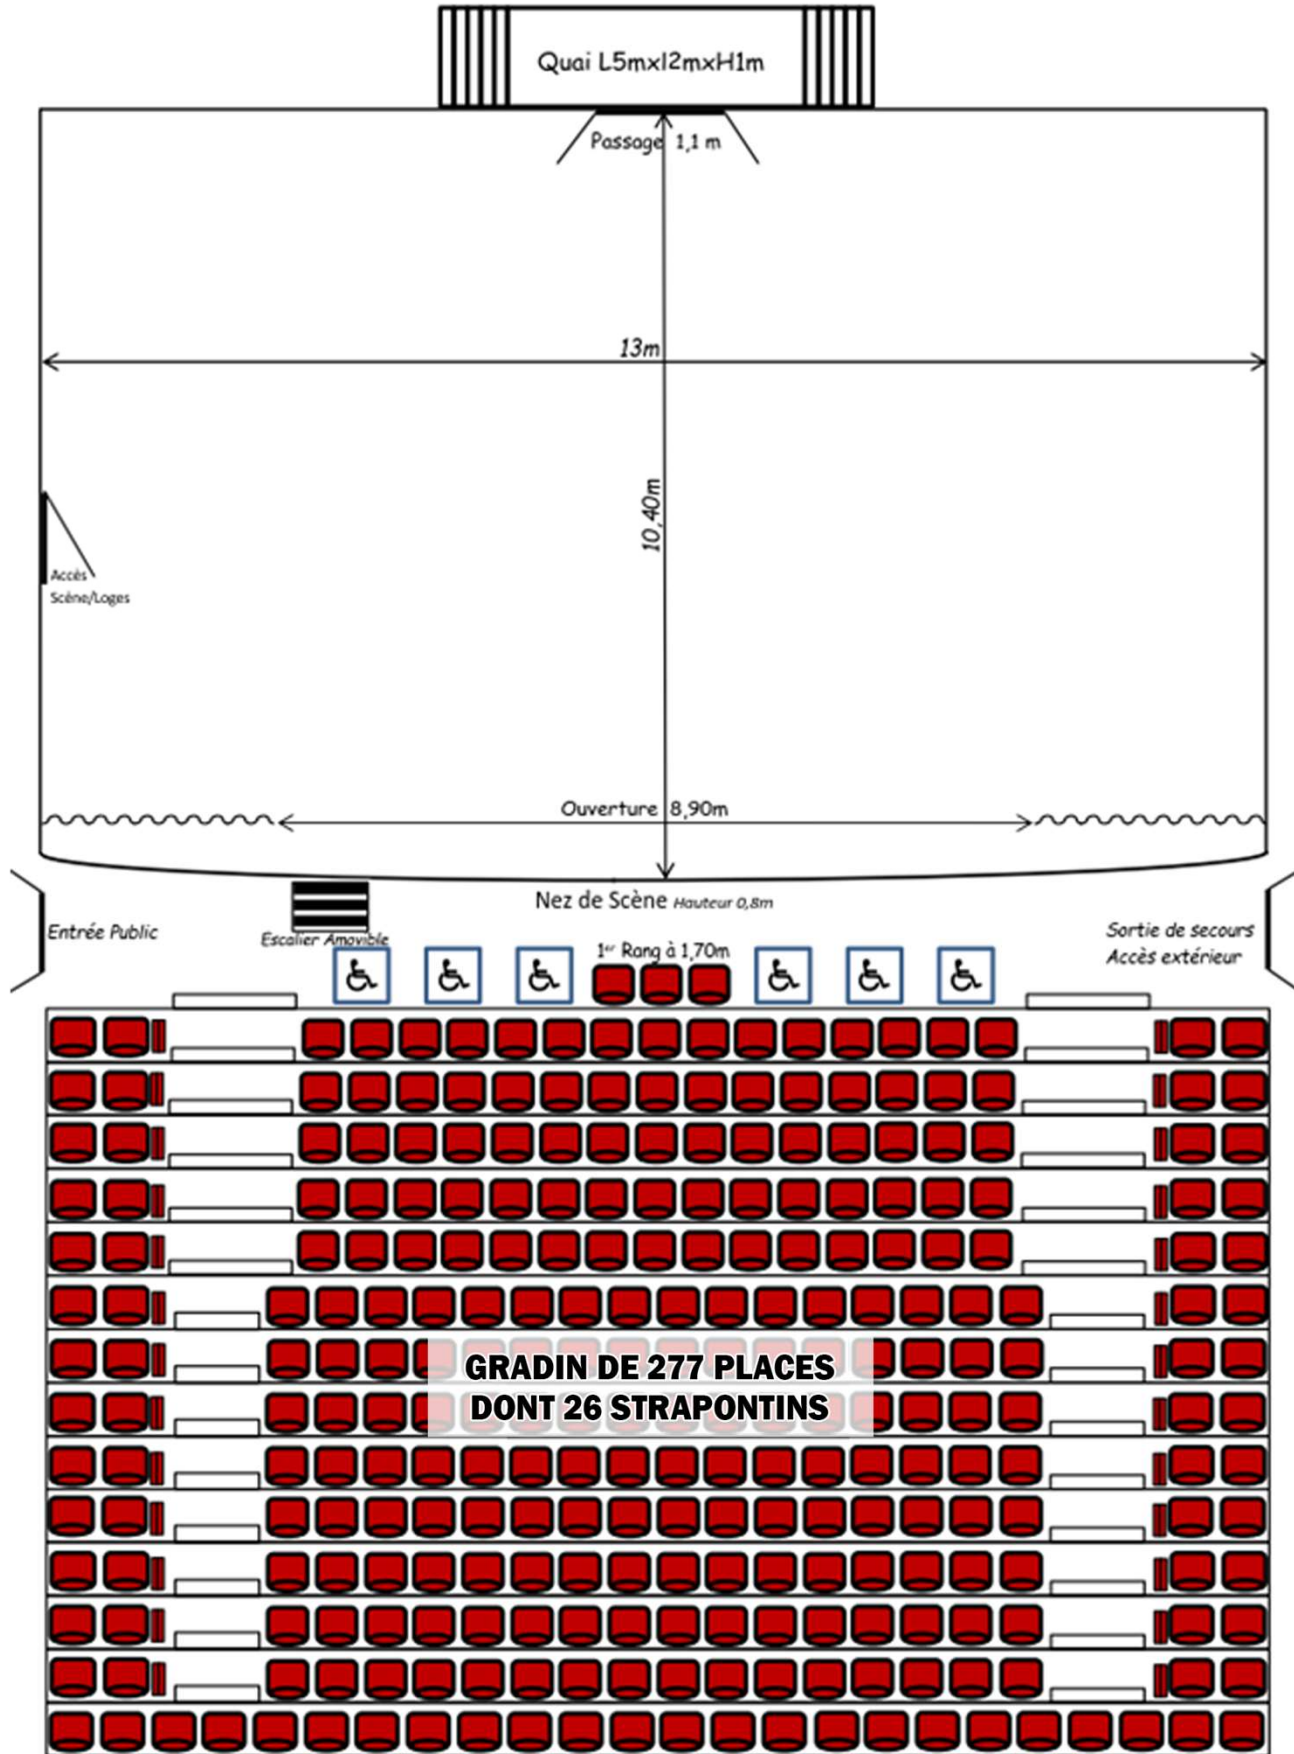 Quai L5mxl2mxH1m
Passage 1,1 m
13m
10,40m
Accès
Scène/Loges
Ouverture 8,90m
Nez de Scène Hauteur 0,8m
Entrée Public
Escalier Amovible
1er Rang à 1,70m
Sortie de secours
Accès extérieur
GRADIN DE 277 PLACES
DONT 26 STRAPONTINS